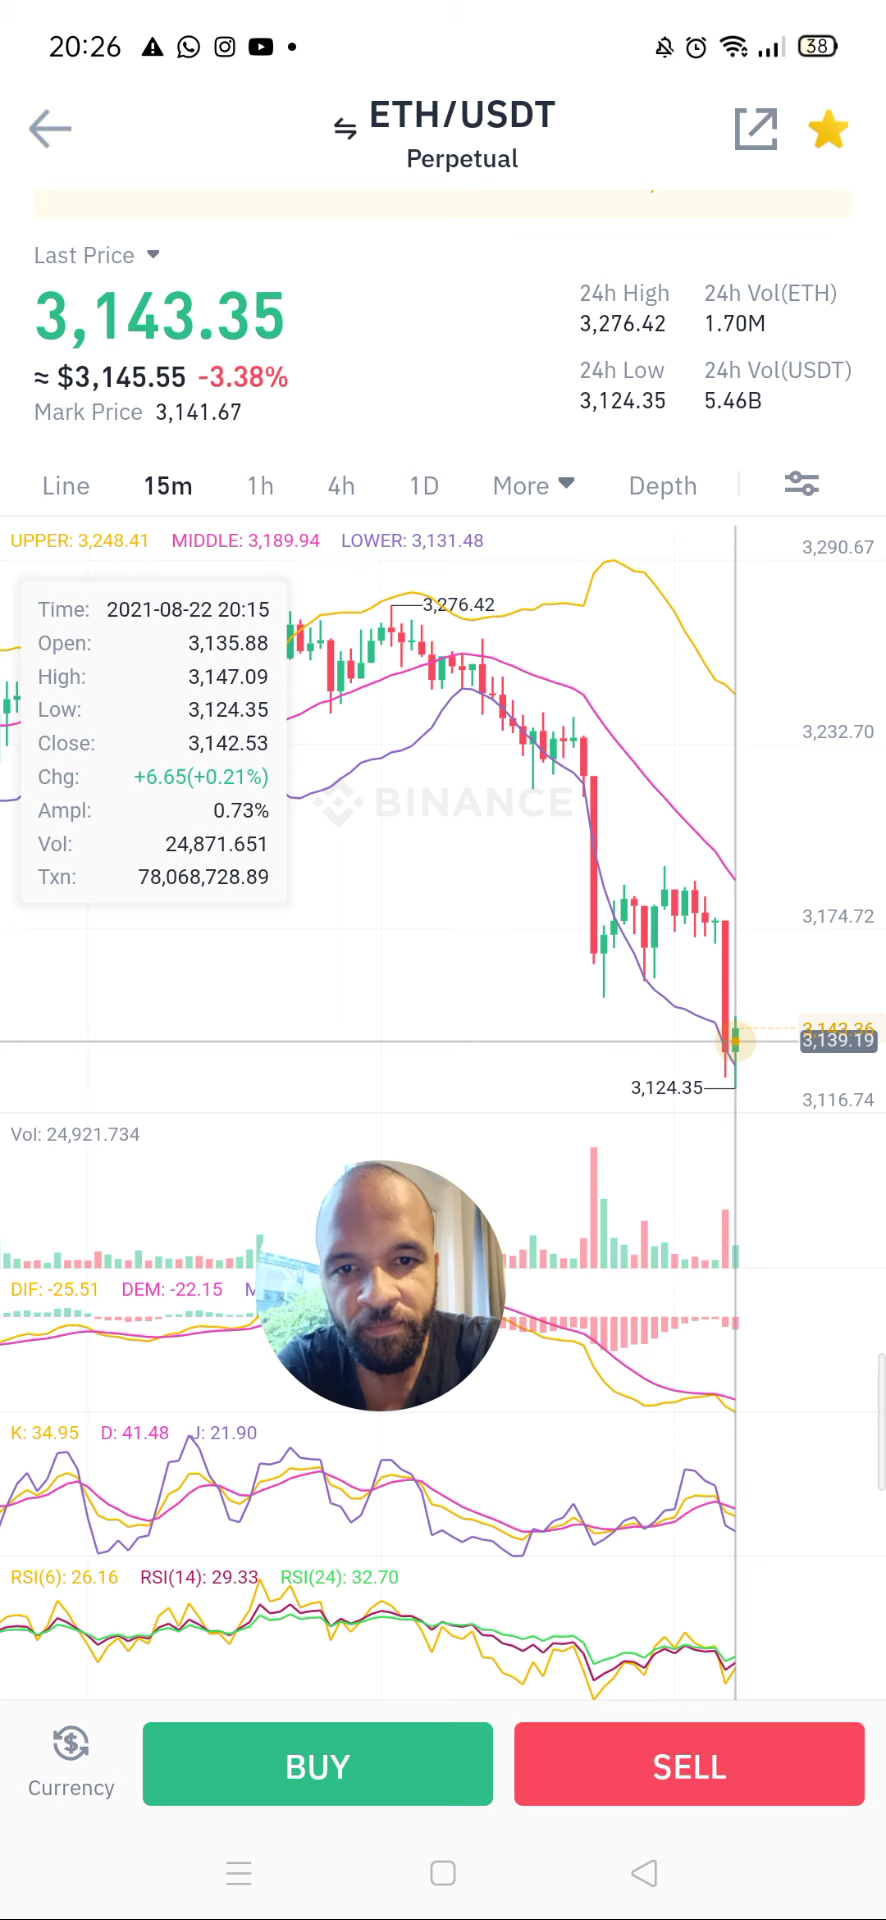 20:26
38
ETH/USDT
Perpetual
Last Price
3,143.35
≈ $3,145.55 -3.38%
Mark Price 3,141.67
24h High
3,276.42
24h Vol(ETH)
1.70M
24h Low
3,124.35
24h Vol(USDT)
5.46B
Line 15m 1h 4h 1D More Depth
UPPER: 3,248.41 MIDDLE: 3,189.94 LOWER: 3,131.48
3,290.67
Time: 2021-08-22 20:15
Open: 3,135.88
High: 3,147.09
Low: 3,124.35
Close: 3,142.53
Chg: +6.65(+0.21%)
Ampl: 0.73%
Vol: 24,871.651
Txn: 78,068,728.89
3,276.42
3,232.70
BINANCE
3,174.72
3,143.36
3,139.19
3,124.35
3,116.74
Vol: 24,921.734
DIF: -25.51 DEM: -22.15
K: 34.95 D: 41.48 J: 21.90
RSI(6): 26.16 RSI(14): 29.33 RSI(24): 32.70
Currency
BUY
SELL